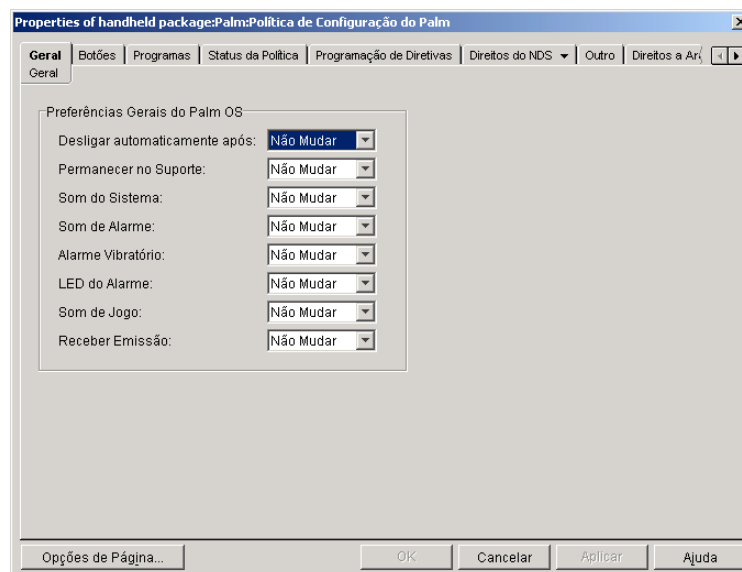 Properties of handheld package:Palm:Política de Configuração do Palm
Geral Botões Programas Status da Política Programação de Diretivas Direitos do NDS Outro Direitos a
Geral
Preferências Gerais do Palm OS
Desligar automaticamente após: Não Mudar
Permanecer no Suporte: Não Mudar
Som do Sistema: Não Mudar
Som de Alarme: Não Mudar
Alarme Vibratório: Não Mudar
LED do Alarme: Não Mudar
Som de Jogo: Não Mudar
Receber Emissão: Não Mudar
Opções de Página... OK Cancelar Aplicar Ajuda